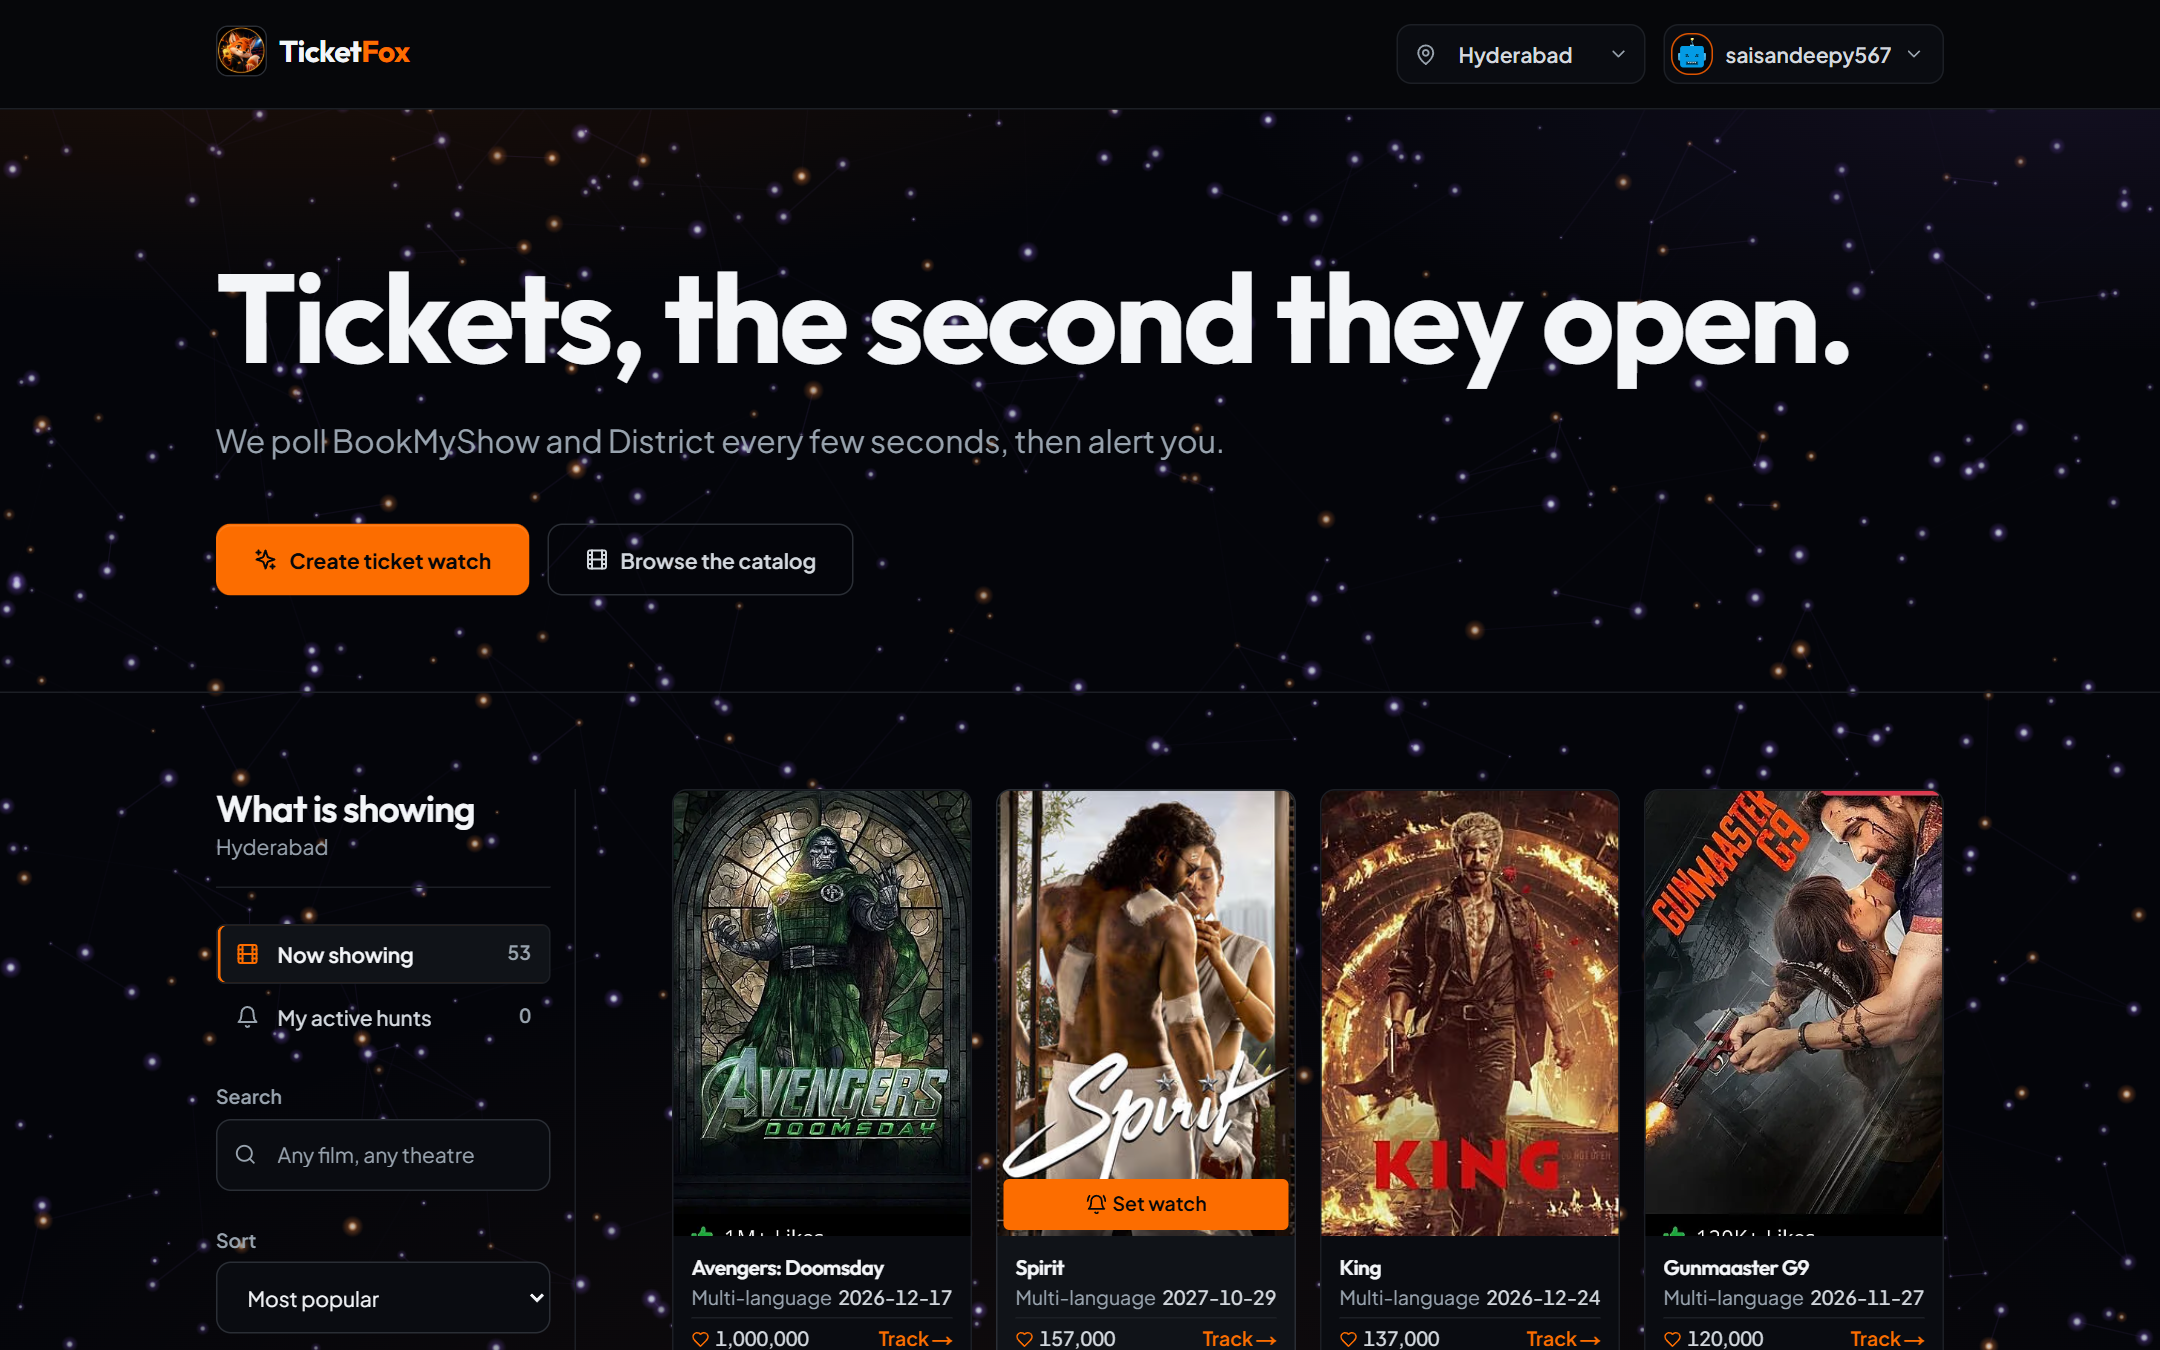 TicketFox
Hyderabad
saisandeepy567
Tickets, the second they open.
We poll BookMyShow and District every few seconds, then alert you.
Create ticket watch
Browse the catalog
What is showing
Hyderabad
Now showing 53
My active hunts 0
Search
Any film, any theatre
Sort
Most popular
AVENGERS
DOOMSDAY
Avengers: Doomsday
Multi-language 2026-12-17
1,000,000 Track→
Spirit
Set watch
Spirit
Multi-language 2027-10-29
157,000 Track→
KING
King
Multi-language 2026-12-24
137,000 Track→
GUNMAASTER
G9
Gunmaaster G9
Multi-language 2026-11-27
120,000 Track→